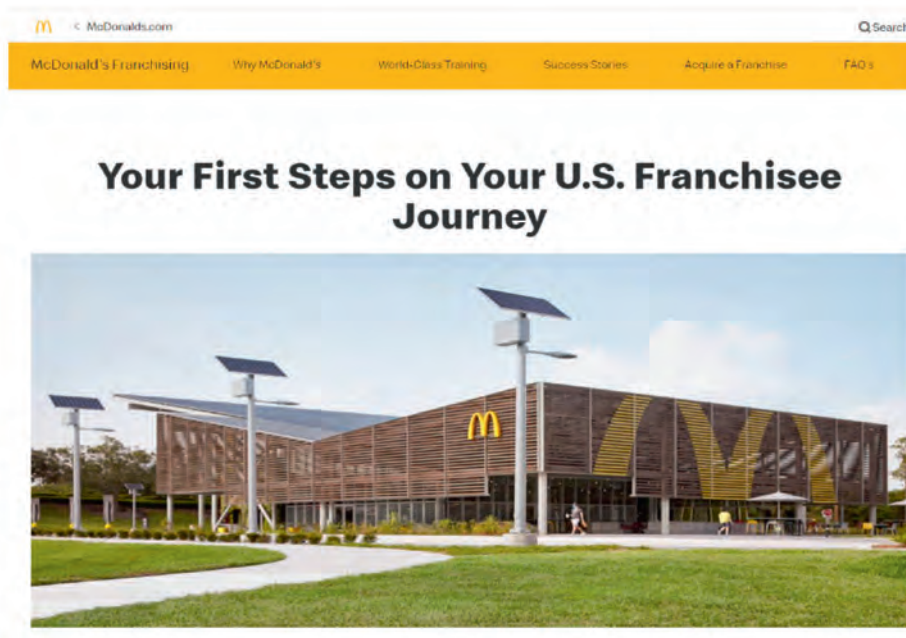 < McDonalds.com
Search
McDonald's Franchising Why McDonald's World-Class Training Success Stories Acquire a Franchise FAQ's
Your First Steps on Your U.S. Franchisee
Journey